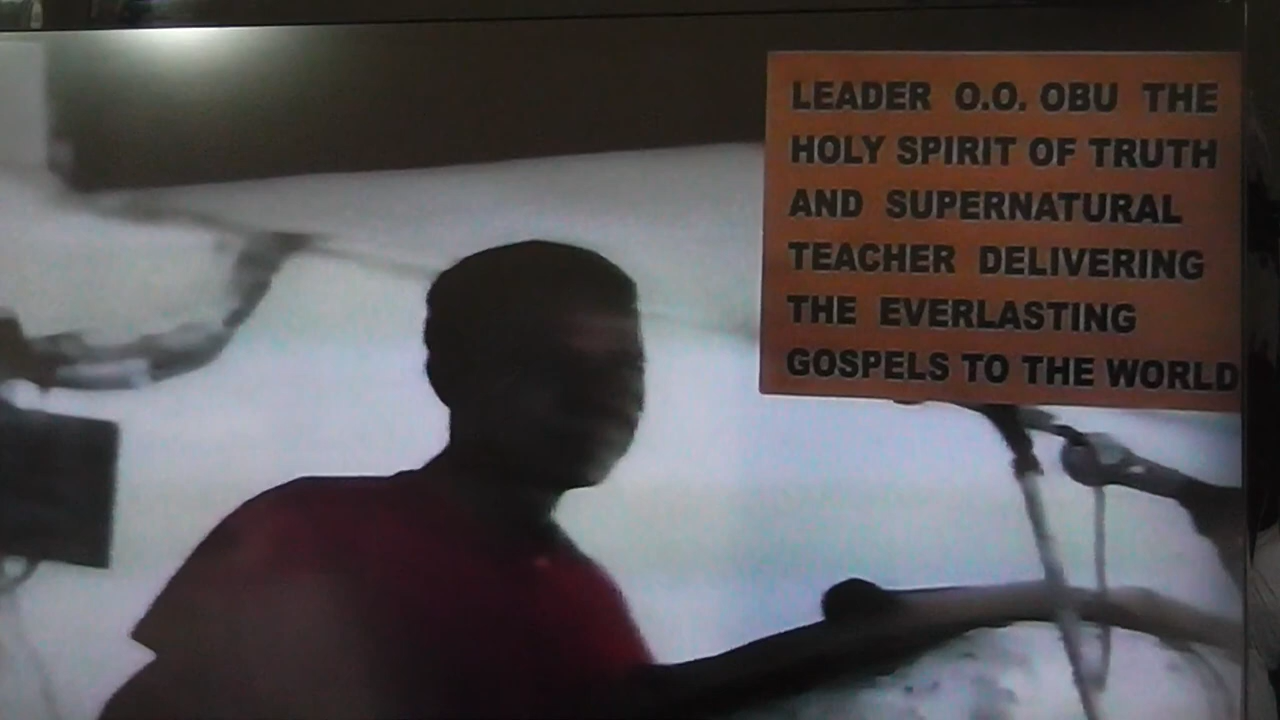 LEADER O.O. OBU THE
HOLY SPIRIT OF TRUTH
AND SUPERNATURAL
TEACHER DELIVERING
THE EVERLASTING
GOSPELS TO THE WORLD